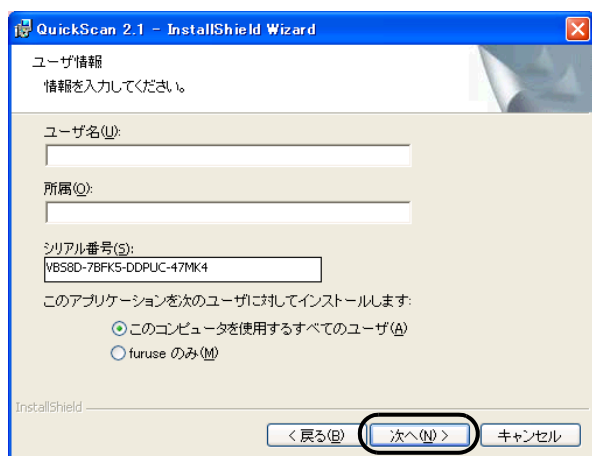 QuickScan 2.1 - InstallShield Wizard
ユーザ情報
情報を入力してください。
ユーザ名(U):
所属(O):
シリアル番号(S):
VBS8D-7BFK5-DDPUC-47MK4
このアプリケーションを次のユーザに対してインストールします:
このコンピュータを使用するすべてのユーザ(A)
furuse のみ(M)
InstallShield
< 戻る(B) 次へ(N) > キャンセル